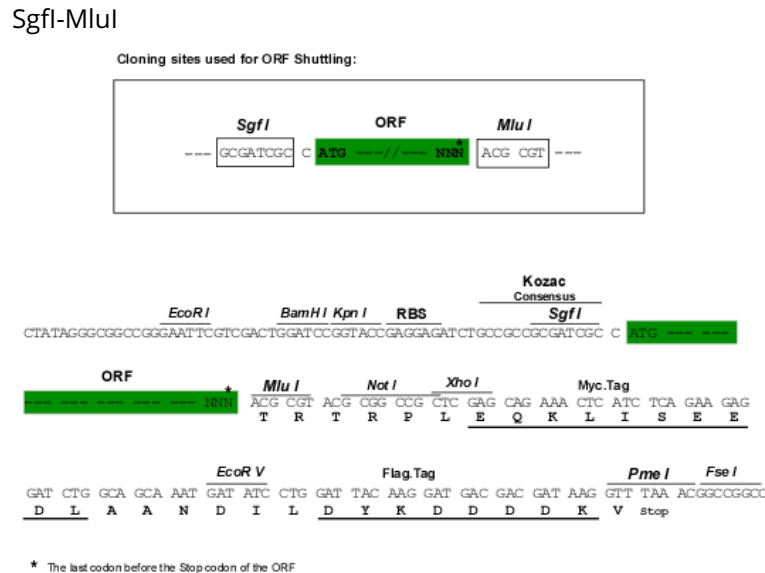 SgfI-MluI
Cloning sites used for ORF Shuttling:
Sgf I ORF Mlu I
--- GCGATCGC C ATG ---//--- NNN* ACG CGT ---
Kozac
Consensus
EcoR I BamH I Kpn I RBS Sgf I
CTATAGGGCGGCCGGGAATTCGTCGACTGGATCCGGTACCGAGGAGATCTGCCGCCGCGATCGC C ATG --- ---
ORF Mlu I Not I Xho I Myc.Tag
--- --- --- --- --- --- NNN* ACG CGT ACG CGG CCG CTC GAG CAG AAA CTC ATC TCA GAA GAG
T R T R P L E Q K L I S E E
EcoR V Flag.Tag Pme I Fse I
GAT CTG GCA GCA AAT GAT ATC CTG GAT TAC AAG GAT GAC GAC GAT AAG GTT TAA ACGGCCGGCC
D L A A N D I L D Y K D D D D K V Stop
* The last codon before the Stop codon of the ORF